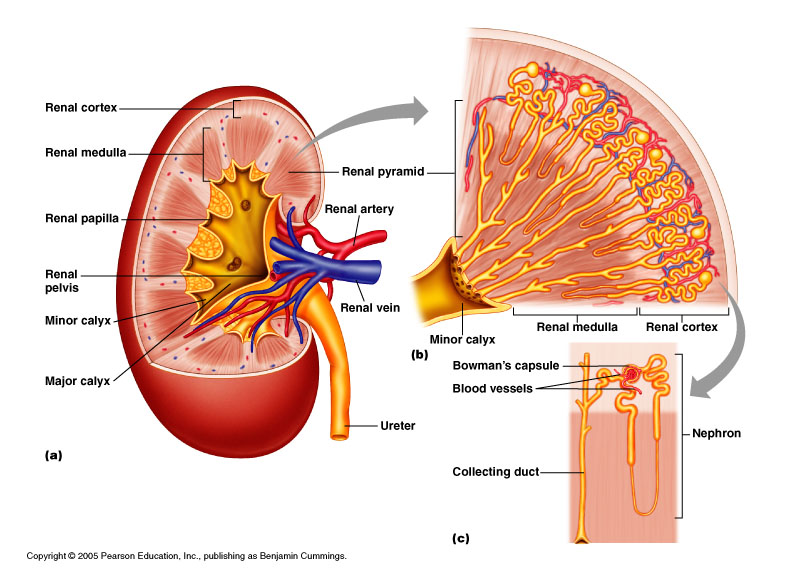 Renal cortex
Renal medulla
Renal papilla
Renal
pelvis
Minor calyx
Major calyx
Renal pyramid
Renal artery
Renal vein
Ureter
(a)
Minor calyx
Renal medulla
Renal cortex
(b)
Bowman's capsule
Blood vessels
Nephron
Collecting duct
(c)
Copyright © 2005 Pearson Education, Inc., publishing as Benjamin Cummings.